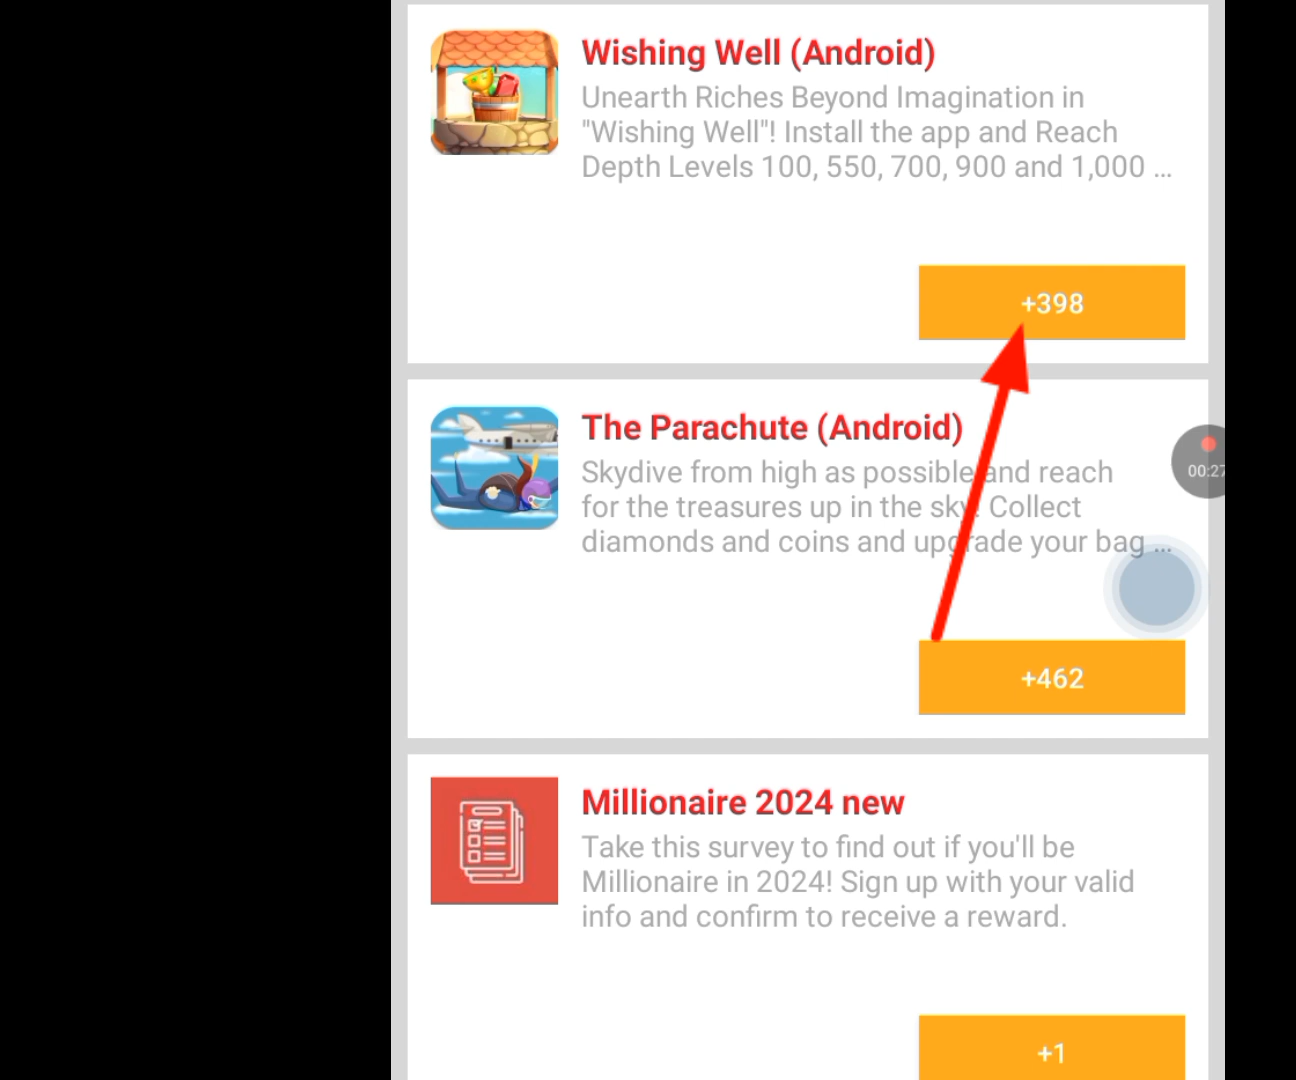 Wishing Well (Android)
Unearth Riches Beyond Imagination in
"Wishing Well"! Install the app and Reach
Depth Levels 100, 550, 700, 900 and 1,000 ...
+398
The Parachute (Android)
Skydive from high as possible and reach
for the treasures up in the sky! Collect
diamonds and coins and upgrade your bag ...
00:27
+462
Millionaire 2024 new
Take this survey to find out if you'll be
Millionaire in 2024! Sign up with your valid
info and confirm to receive a reward.
+1